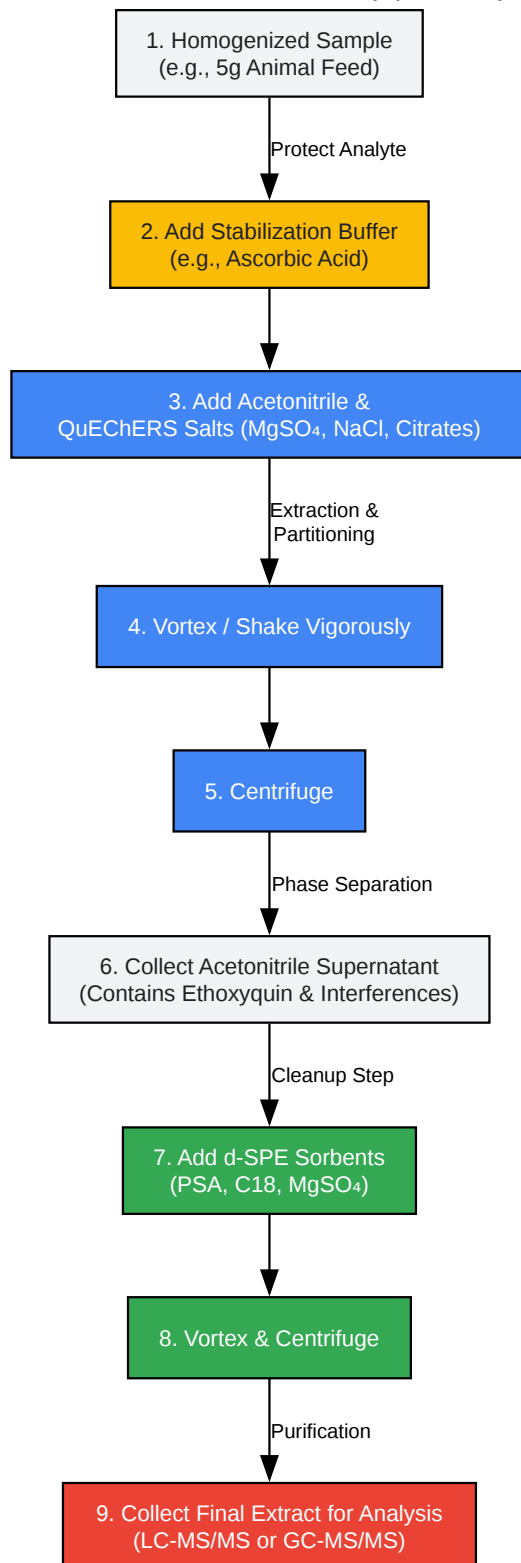 1. Homogenized Sample
(e.g., 5g Animal Feed)
Protect Analyte
2. Add Stabilization Buffer
(e.g., Ascorbic Acid)
3. Add Acetonitrile &
QuEChERS Salts (MgSO₄, NaCl, Citrates)
Extraction &
Partitioning
4. Vortex / Shake Vigorously
5. Centrifuge
Phase Separation
6. Collect Acetonitrile Supernatant
(Contains Ethoxyquin & Interferences)
Cleanup Step
7. Add d-SPE Sorbents
(PSA, C18, MgSO₄)
8. Vortex & Centrifuge
Purification
9. Collect Final Extract for Analysis
(LC-MS/MS or GC-MS/MS)